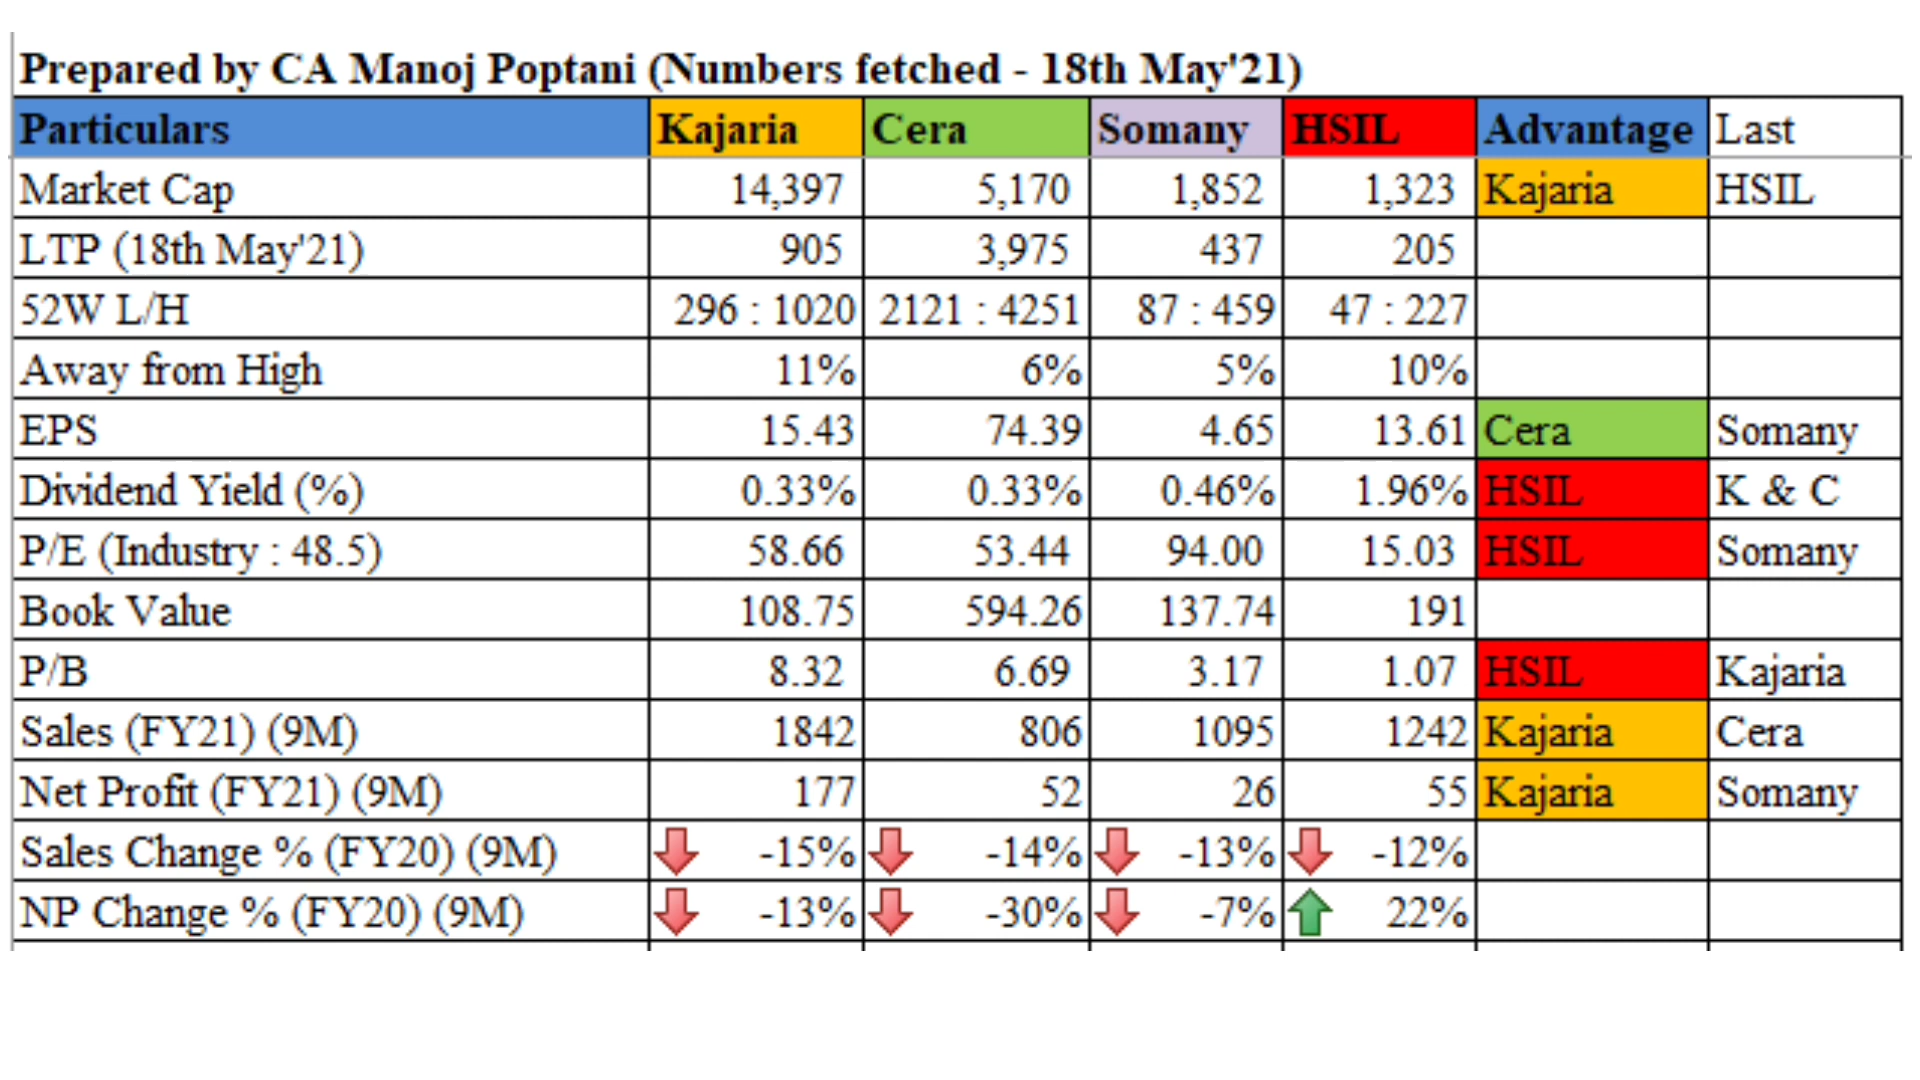 Prepared by CA Manoj Poptani (Numbers fetched - 18th May'21)
Particulars Kajaria Cera Somany HSIL Advantage Last
Market Cap 14,397 5,170 1,852 1,323 Kajaria HSIL
LTP (18th May'21) 905 3,975 437 205
52W L/H 296 : 1020 2121 : 4251 87 : 459 47 : 227
Away from High 11% 6% 5% 10%
EPS 15.43 74.39 4.65 13.61 Cera Somany
Dividend Yield (%) 0.33% 0.33% 0.46% 1.96% HSIL K & C
P/E (Industry : 48.5) 58.66 53.44 94.00 15.03 HSIL Somany
Book Value 108.75 594.26 137.74 191
P/B 8.32 6.69 3.17 1.07 HSIL Kajaria
Sales (FY21) (9M) 1842 806 1095 1242 Kajaria Cera
Net Profit (FY21) (9M) 177 52 26 55 Kajaria Somany
Sales Change % (FY20) (9M) -15% -14% -13% -12%
NP Change % (FY20) (9M) -13% -30% -7% 22%